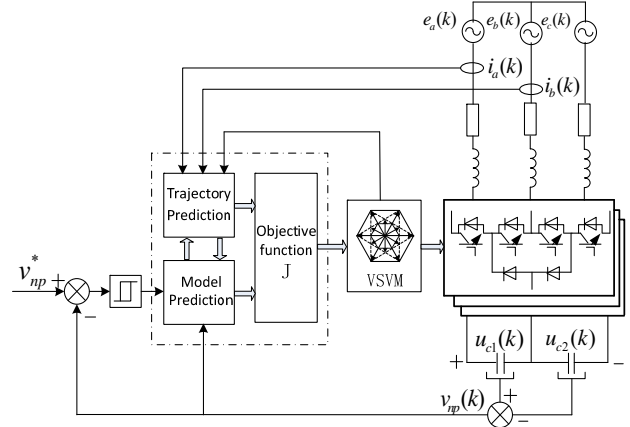 e_a(k) e_b(k) e_c(k)
i_a(k)
i_b(k)
Trajectory
Prediction
Objective
function
J
Model
Prediction
VSVM
v*_np
+
−
u_c1(k) u_c2(k)
+ −
v_np(k)
+
−